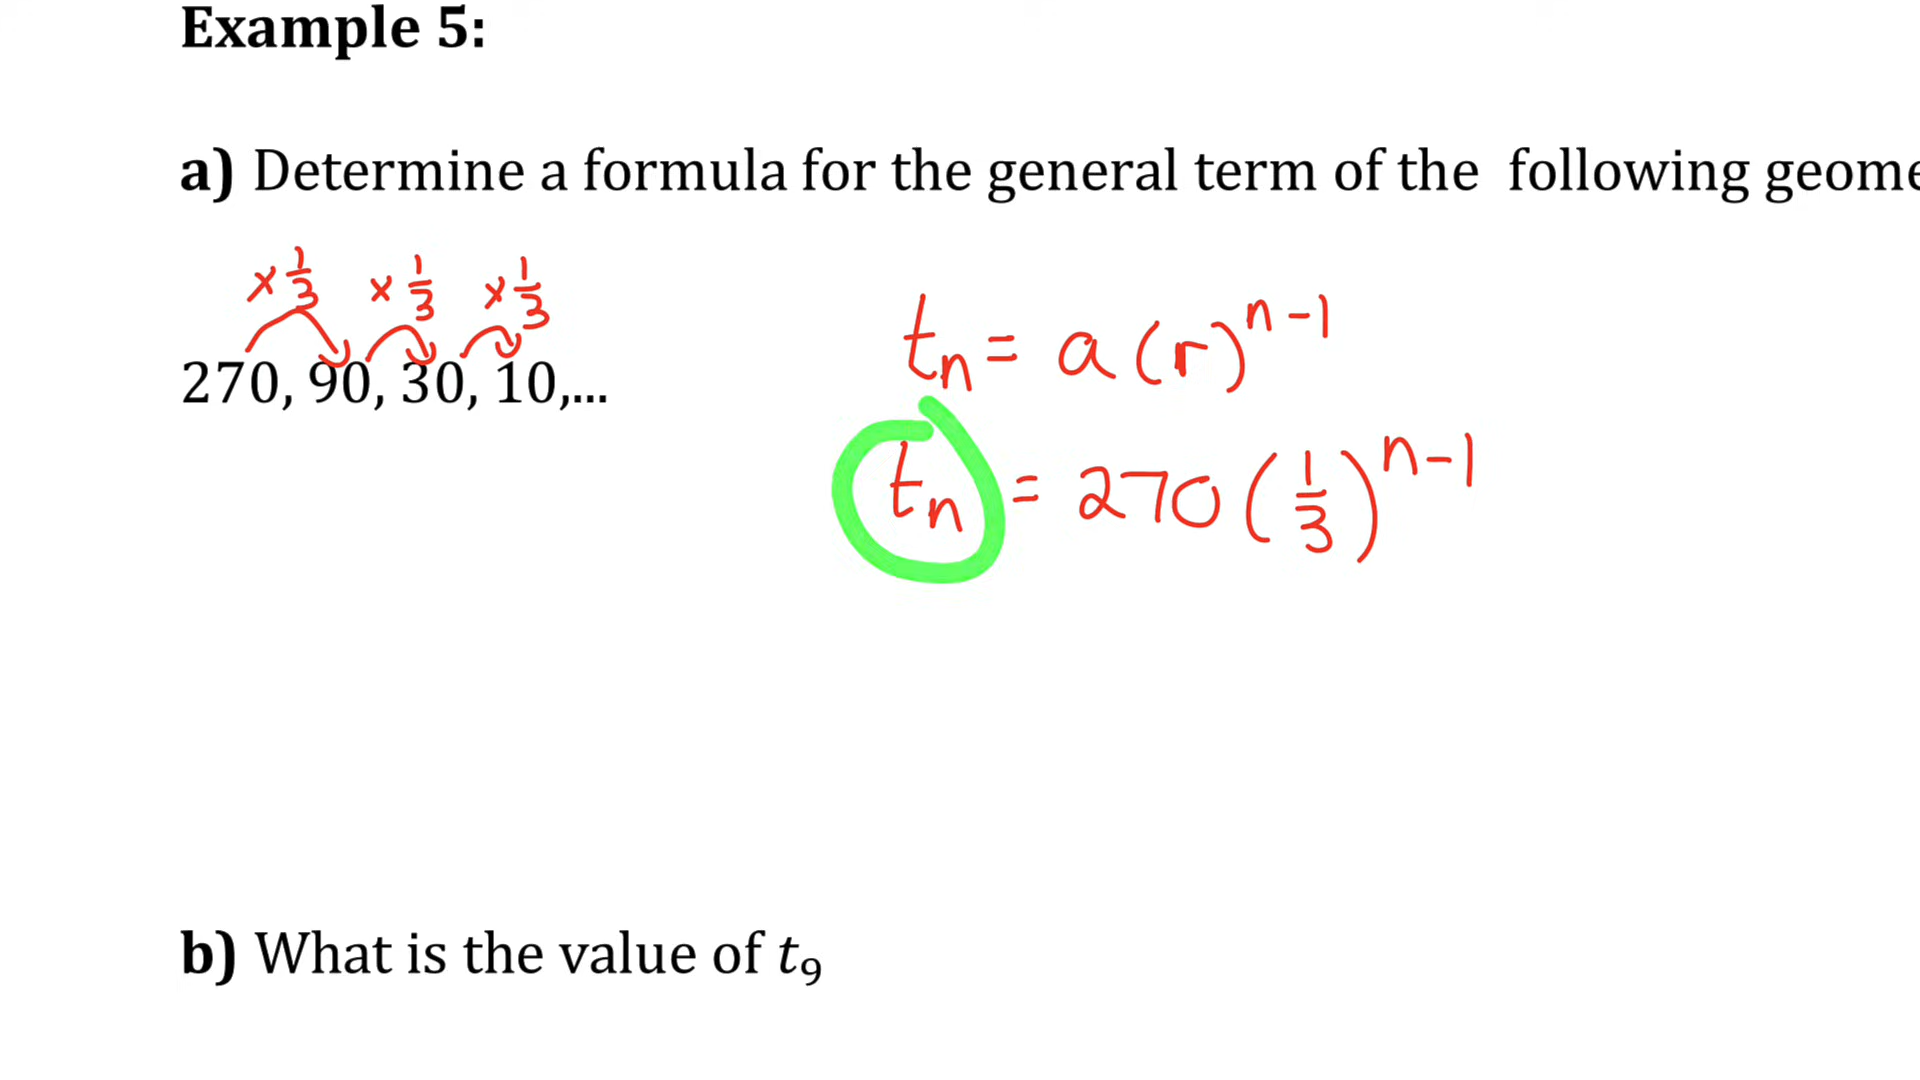 Example 5:
a) Determine a formula for the general term of the following geome
×1/3 ×1/3 ×1/3
270, 90, 30, 10,...
tₙ = a(r)ⁿ⁻¹
tₙ = 270(1/3)ⁿ⁻¹
b) What is the value of t₉